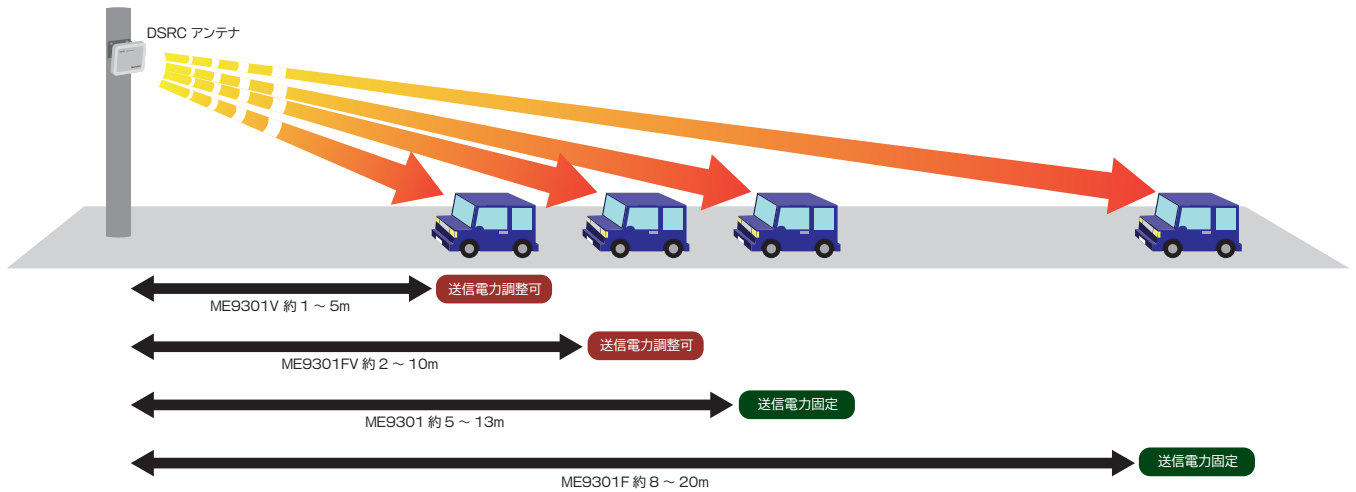 DSRC アンテナ
送信電力調整可
ME9301V 約 1 ～ 5m
送信電力調整可
ME9301FV 約 2 ～ 10m
送信電力固定
ME9301 約 5 ～ 13m
送信電力固定
ME9301F 約 8 ～ 20m